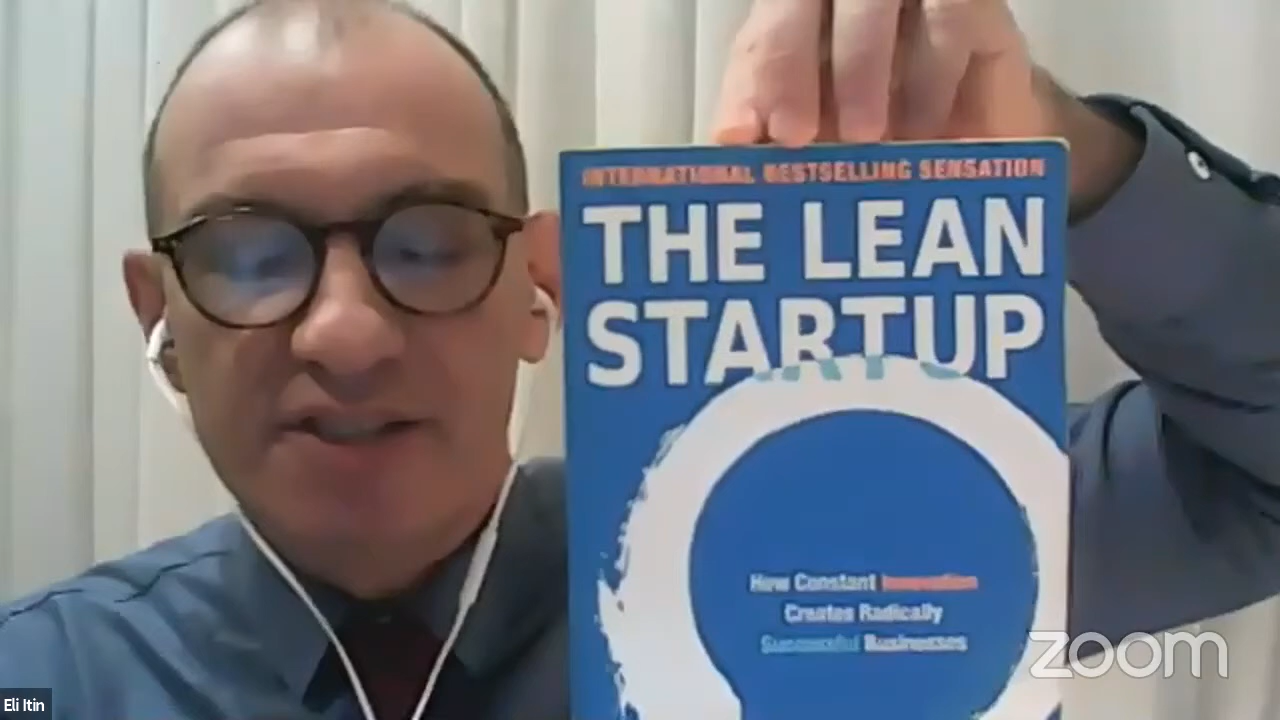 INTERNATIONAL BESTSELLING SENSATION
THE LEAN
STARTUP
How Constant Innovation
Creates Radically
Successful Businesses
zoom
Eli Itin